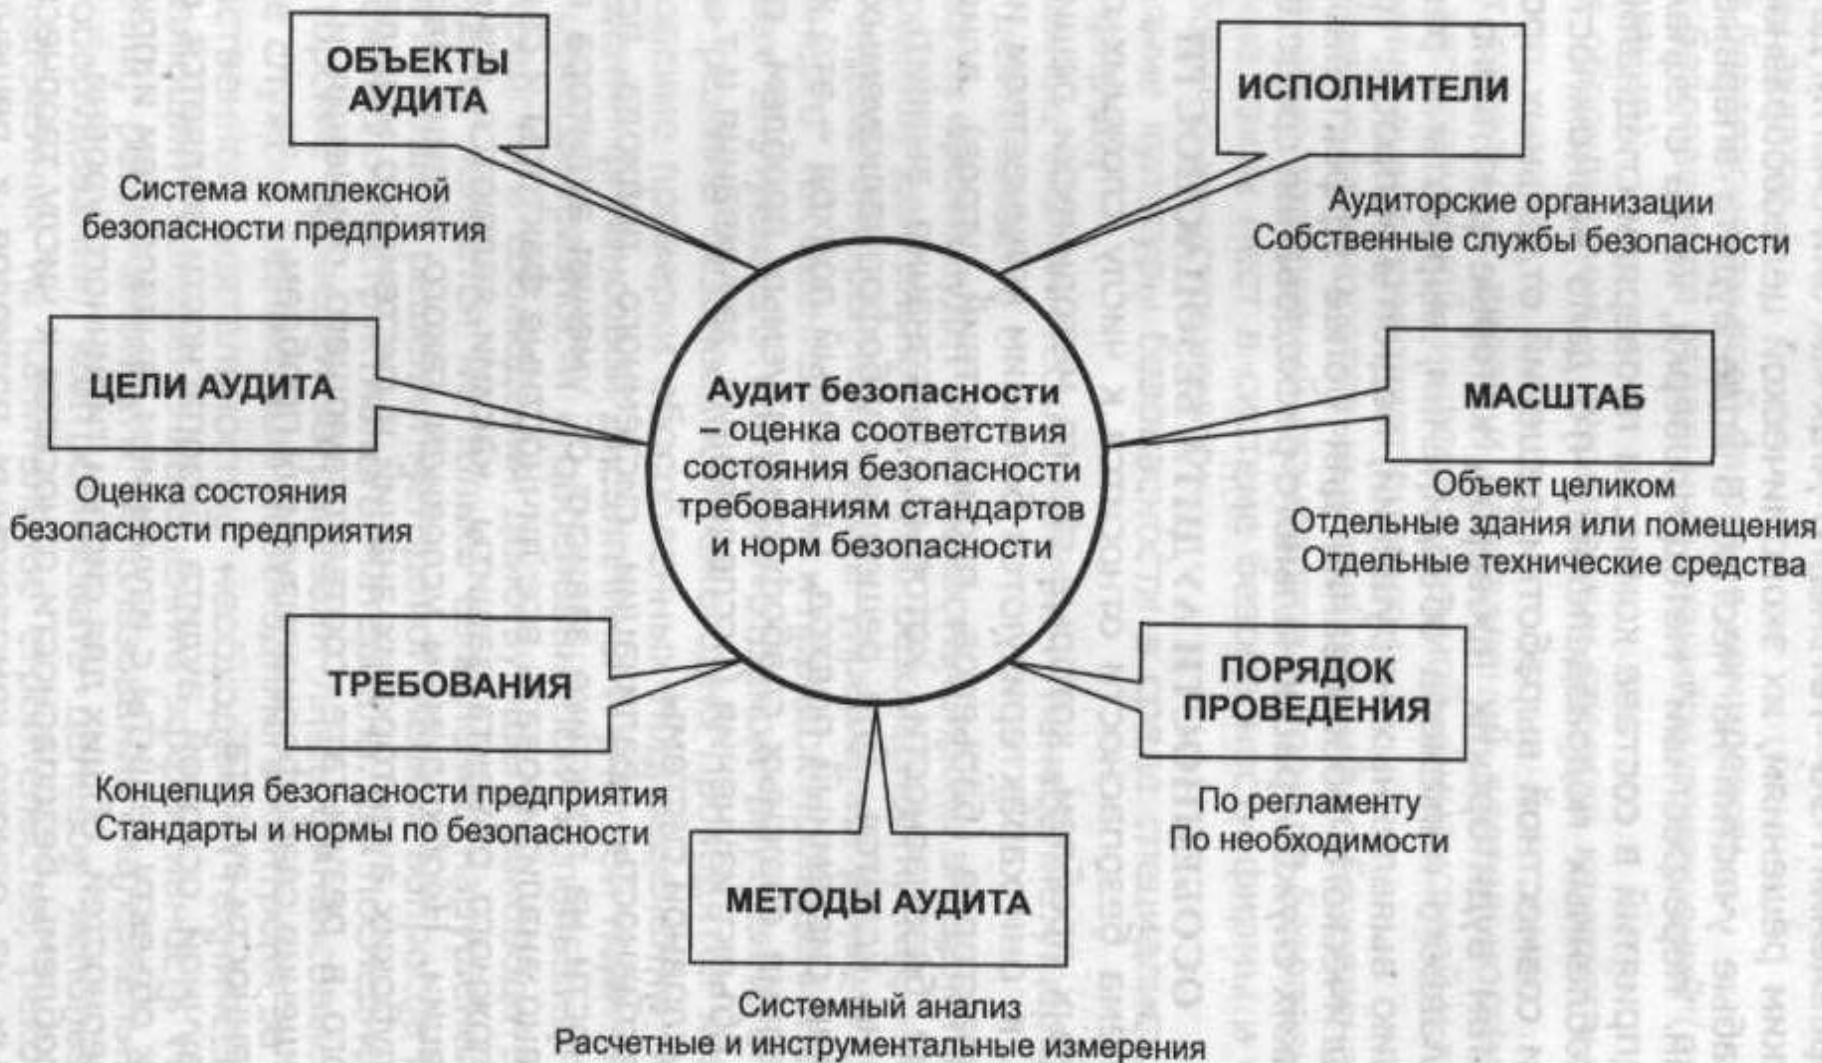 ОБЪЕКТЫ
АУДИТА
Система комплексной
безопасности предприятия
ИСПОЛНИТЕЛИ
Аудиторские организации
Собственные службы безопасности
ЦЕЛИ АУДИТА
Оценка состояния
безопасности предприятия
Аудит безопасности
– оценка соответствия
состояния безопасности
требованиям стандартов
и норм безопасности
МАСШТАБ
Объект целиком
Отдельные здания или помещения
Отдельные технические средства
ТРЕБОВАНИЯ
Концепция безопасности предприятия
Стандарты и нормы по безопасности
ПОРЯДОК
ПРОВЕДЕНИЯ
По регламенту
По необходимости
МЕТОДЫ АУДИТА
Системный анализ
Расчетные и инструментальные измерения